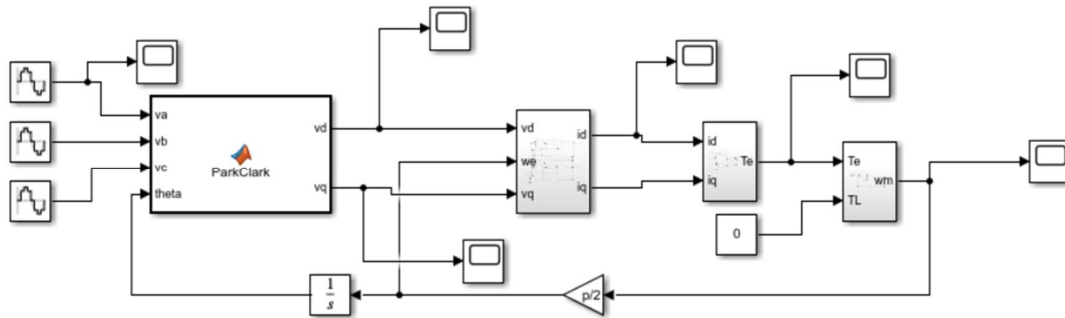 va
vb
vc
theta
vd
vq
ParkClark
vd
we
vq
id
iq
id
iq
Te
0
Te
TL
wm
1
s
p/2